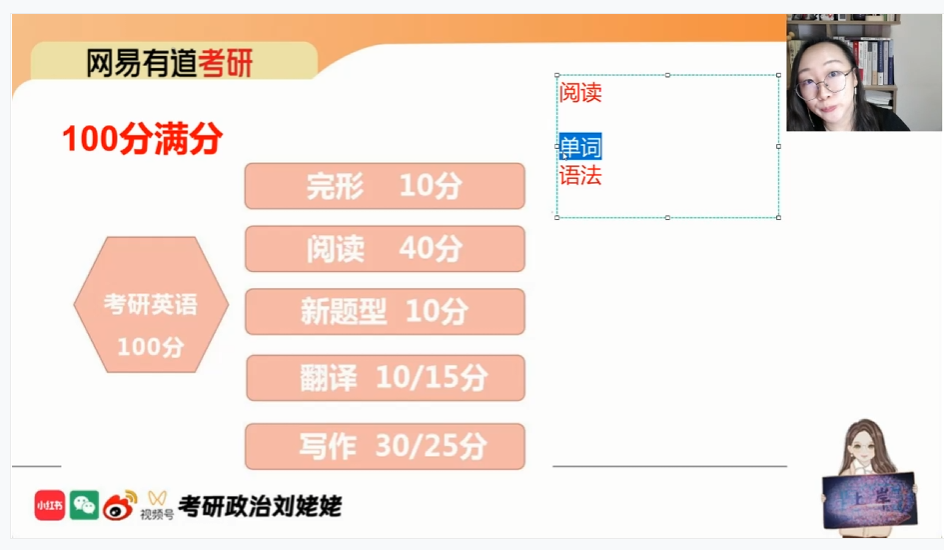 网易有道考研
100分满分
阅读
单词
语法
完形 10分
阅读 40分
考研英语
100分
新题型 10分
翻译 10/15分
写作 30/25分
上岸
小红书
视频号
考研政治刘姥姥